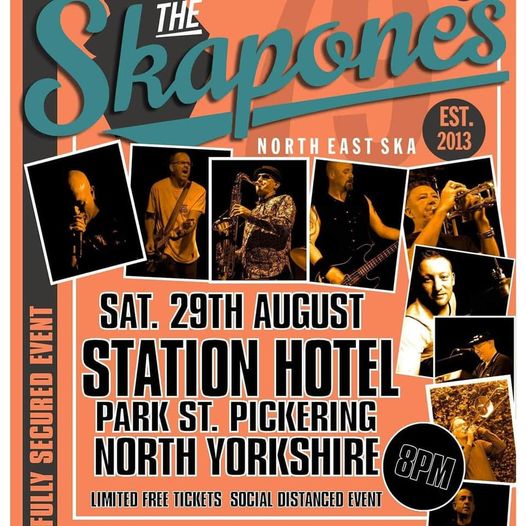 THE
Skapones
NORTH EAST SKA
EST.
2013
SAT. 29TH AUGUST
STATION HOTEL
PARK ST. PICKERING
NORTH YORKSHIRE
8PM
LIMITED FREE TICKETS SOCIAL DISTANCED EVENT
FULLY SECURED EVENT